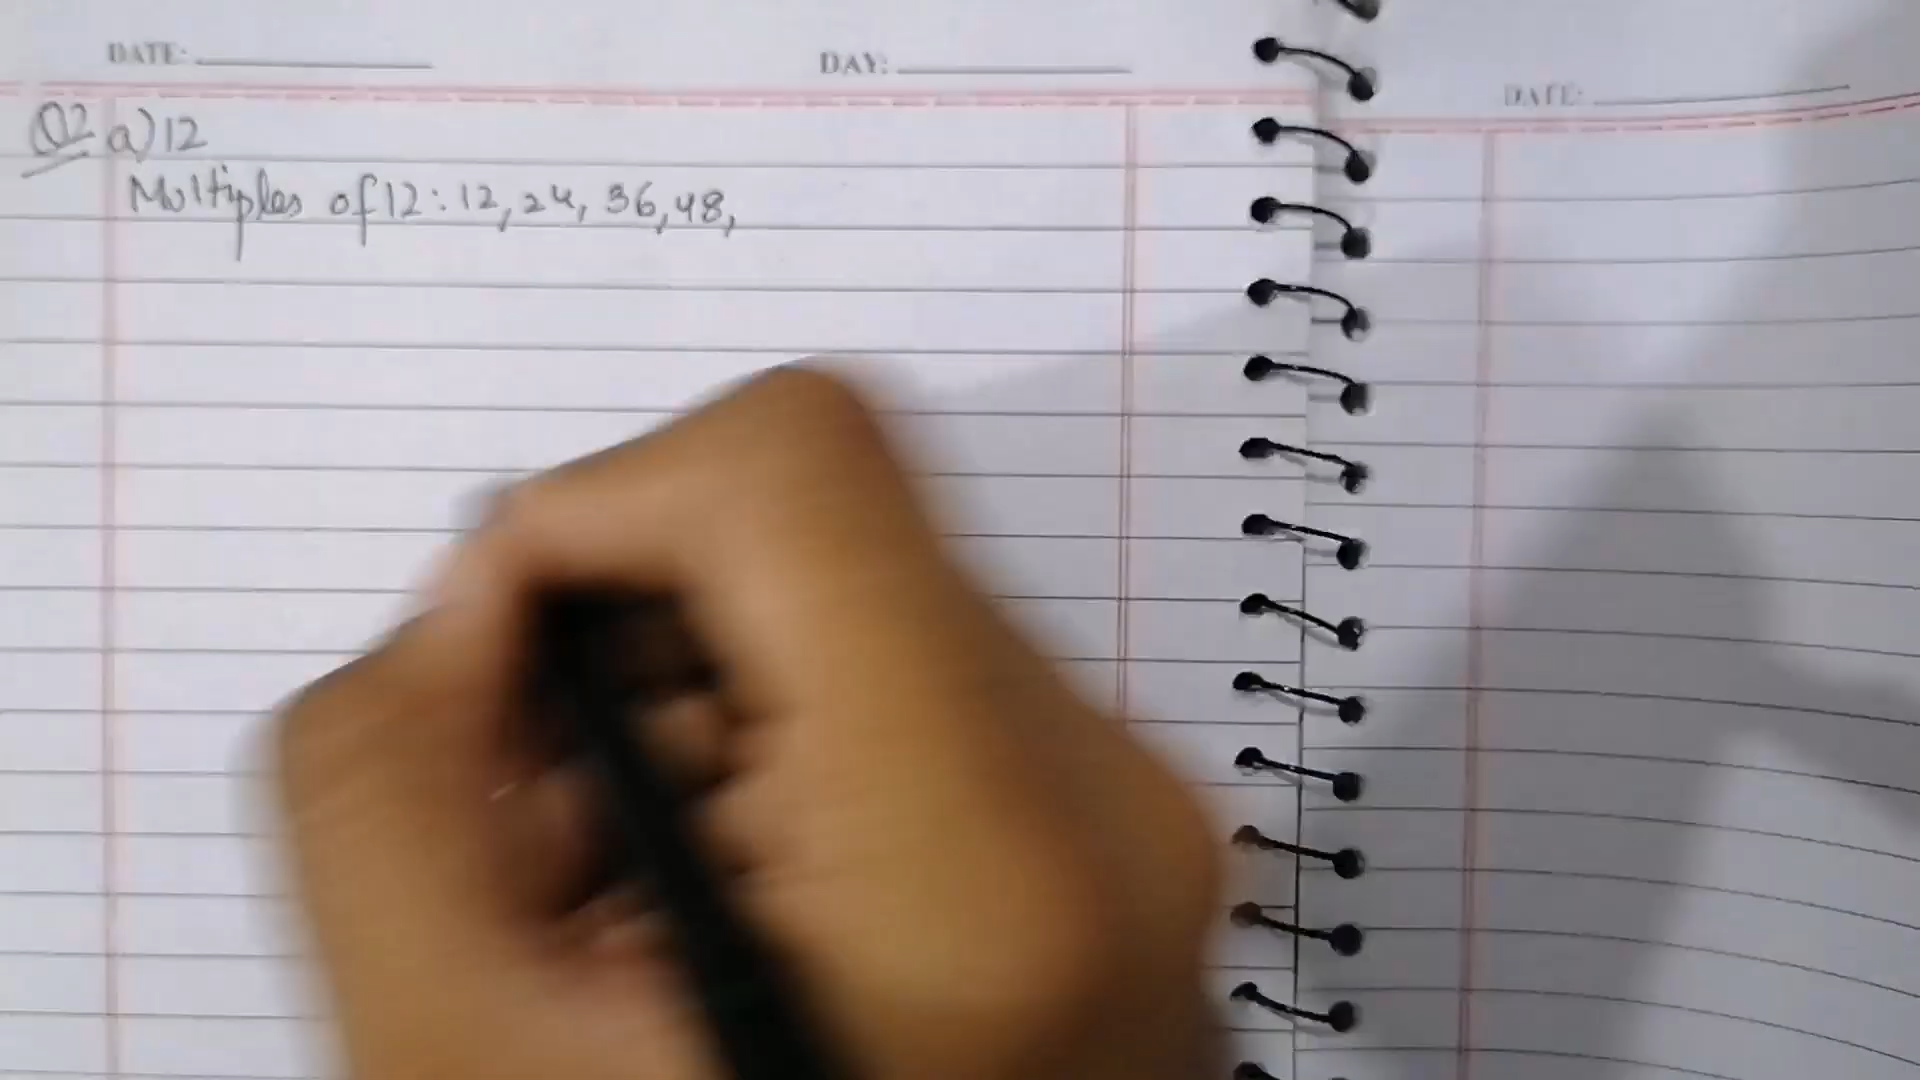 DATE:
DAY:
DATE:
Q2 a) 12
Multiples of 12: 12, 24, 36, 48,